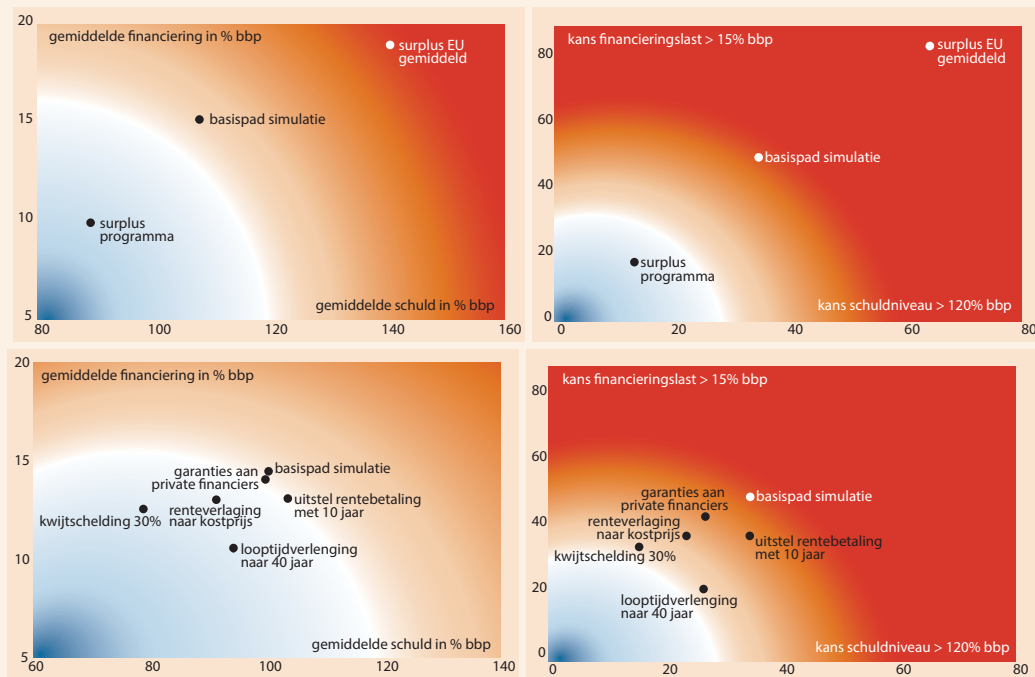 20
gemiddelde financiering in % bbp
surplus EU
gemiddeld
15
basispad simulatie
10
surplus
programma
gemiddelde schuld in % bbp
5
80
100
120
140
160
kans financieringslast > 15% bbp
80
surplus EU
gemiddeld
60
basispad simulatie
40
20
surplus
programma
kans schuldniveau > 120% bbp
0
0
20
40
60
80
20
gemiddelde financiering in % bbp
15
garanties aan
private financiers
basispad simulatie
kwijtschelding 30%
renteverlaging
naar kostprijs
uitstel rentebetaling
met 10 jaar
10
looptijdverlenging
naar 40 jaar
gemiddelde schuld in % bbp
5
60
80
100
120
140
kans financieringslast > 15% bbp
80
60
garanties aan
private financiers
basispad simulatie
40
renteverlaging
naar kostprijs
uitstel rentebetaling
met 10 jaar
kwijtschelding 30%
20
looptijdverlenging
naar 40 jaar
kans schuldniveau > 120% bbp
0
0
20
40
60
80